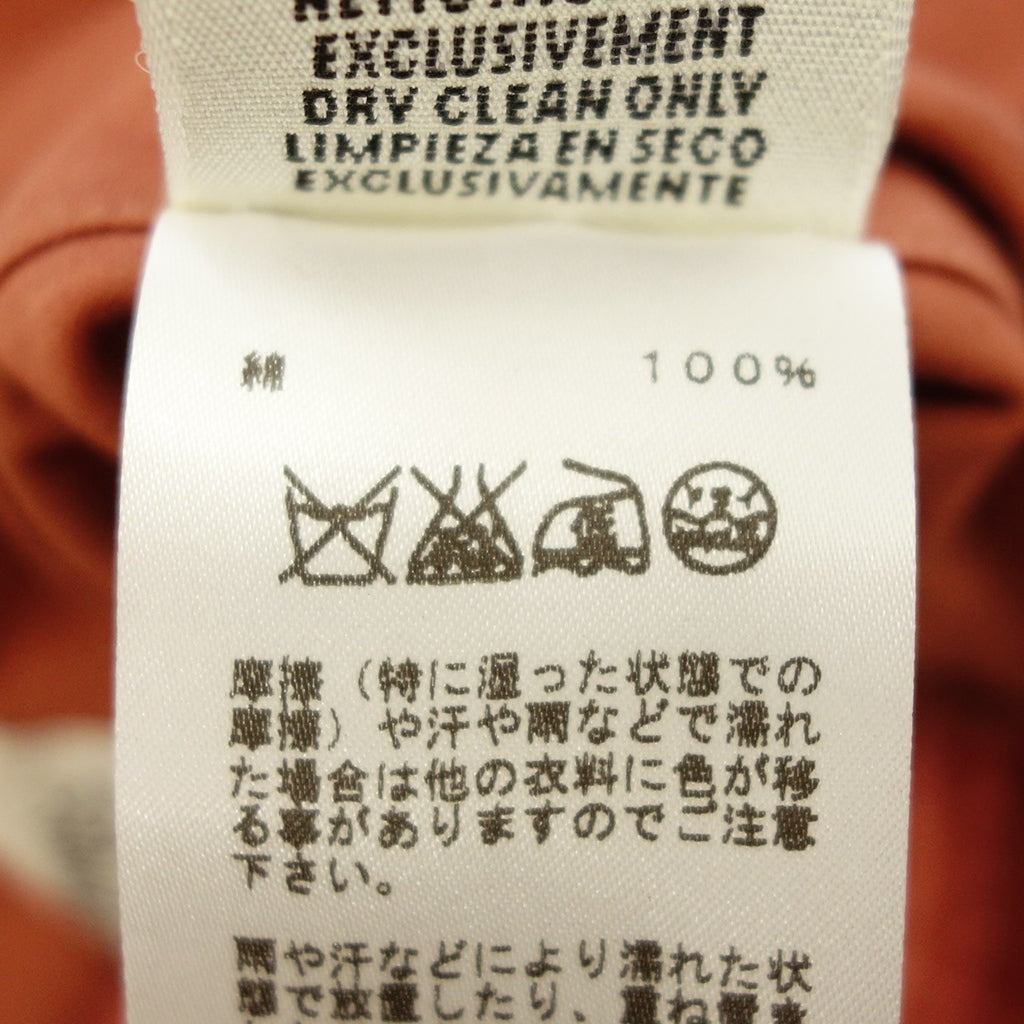 EXCLUSIVEMENT
DRY CLEAN ONLY
LIMPIEZA EN SECO
EXCLUSIVAMENTE
綿 100%
摩擦（特に湿った状態での
摩擦）や汗や雨などで濡れ
た場合は他の衣料に色が移
る事がありますのでご注意
下さい。
雨や汗などにより濡れた状
態で放置したり、重ね置き